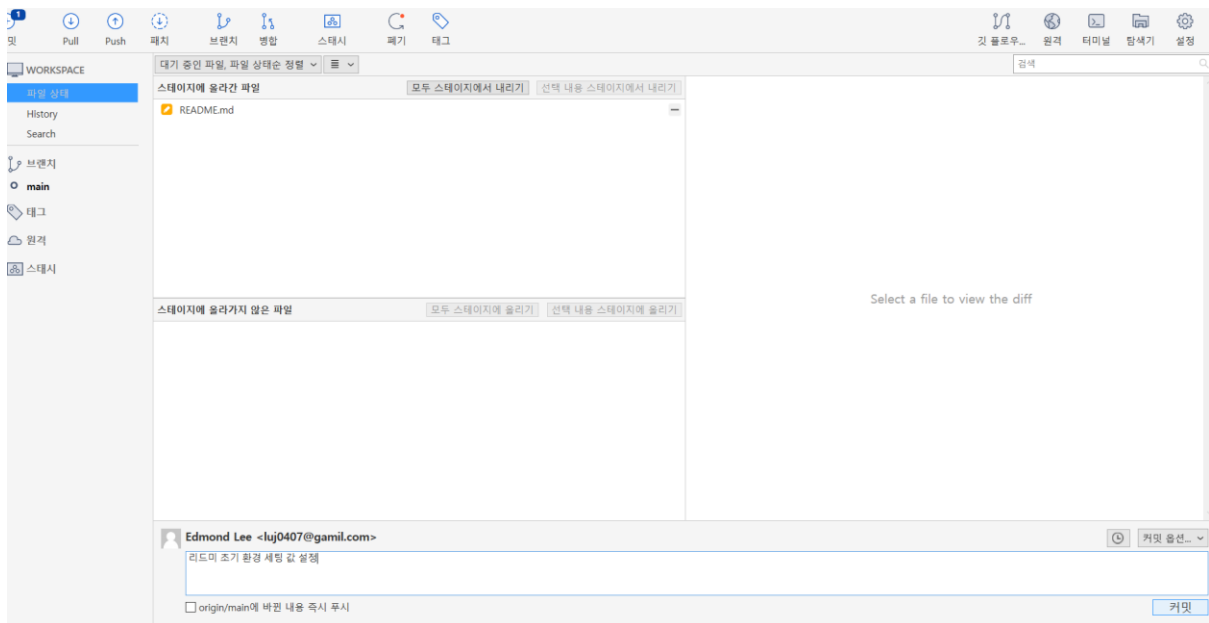 1
밋 Pull Push 패치 브랜치 병합 스태시 폐기 태그 깃 플로우... 원격 터미널 탐색기 설정
WORKSPACE
파일 상태
History
Search
브랜치
main
태그
원격
스태시
대기 중인 파일, 파일 상태순 정렬
검색
스테이지에 올라간 파일 모두 스테이지에서 내리기 선택 내용 스테이지에서 내리기
README.md
Select a file to view the diff
스테이지에 올라가지 않은 파일 모두 스테이지에 올리기 선택 내용 스테이지에 올리기
Edmond Lee <luj0407@gamil.com>
커밋 옵션...
리드미 초기 환경 세팅 값 설정
origin/main에 바뀐 내용 즉시 푸시
커밋